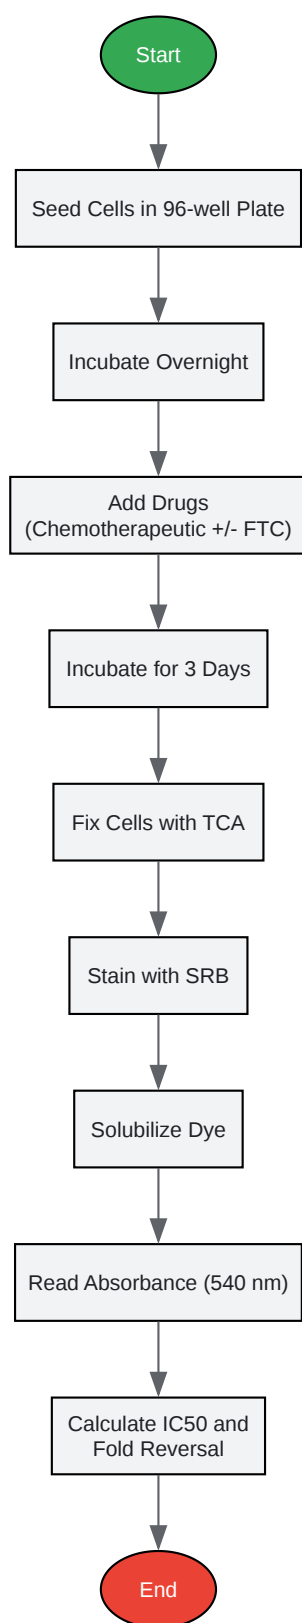 Start
Seed Cells in 96-well Plate
Incubate Overnight
Add Drugs
(Chemotherapeutic +/- FTC)
Incubate for 3 Days
Fix Cells with TCA
Stain with SRB
Solubilize Dye
Read Absorbance (540 nm)
Calculate IC50 and
Fold Reversal
End